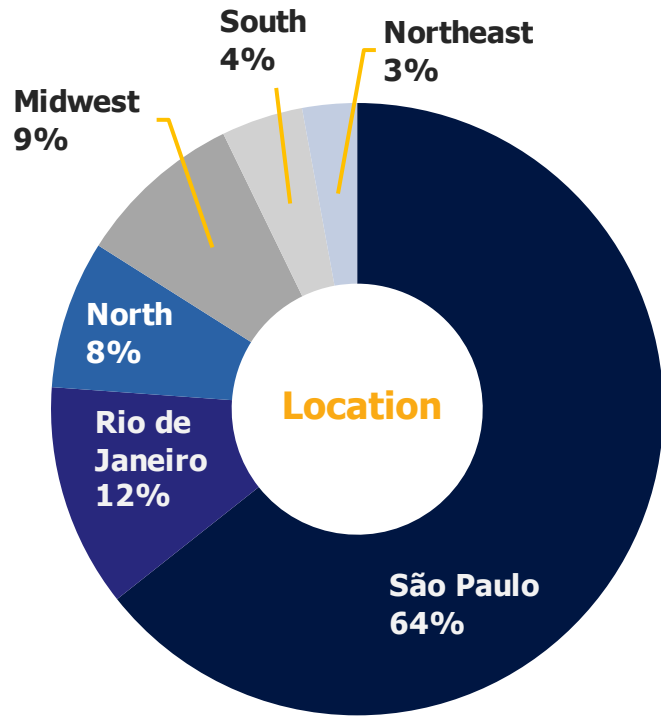 South
4%
Northeast
3%
Midwest
9%
North
8%
Location
Rio de
Janeiro
12%
São Paulo
64%